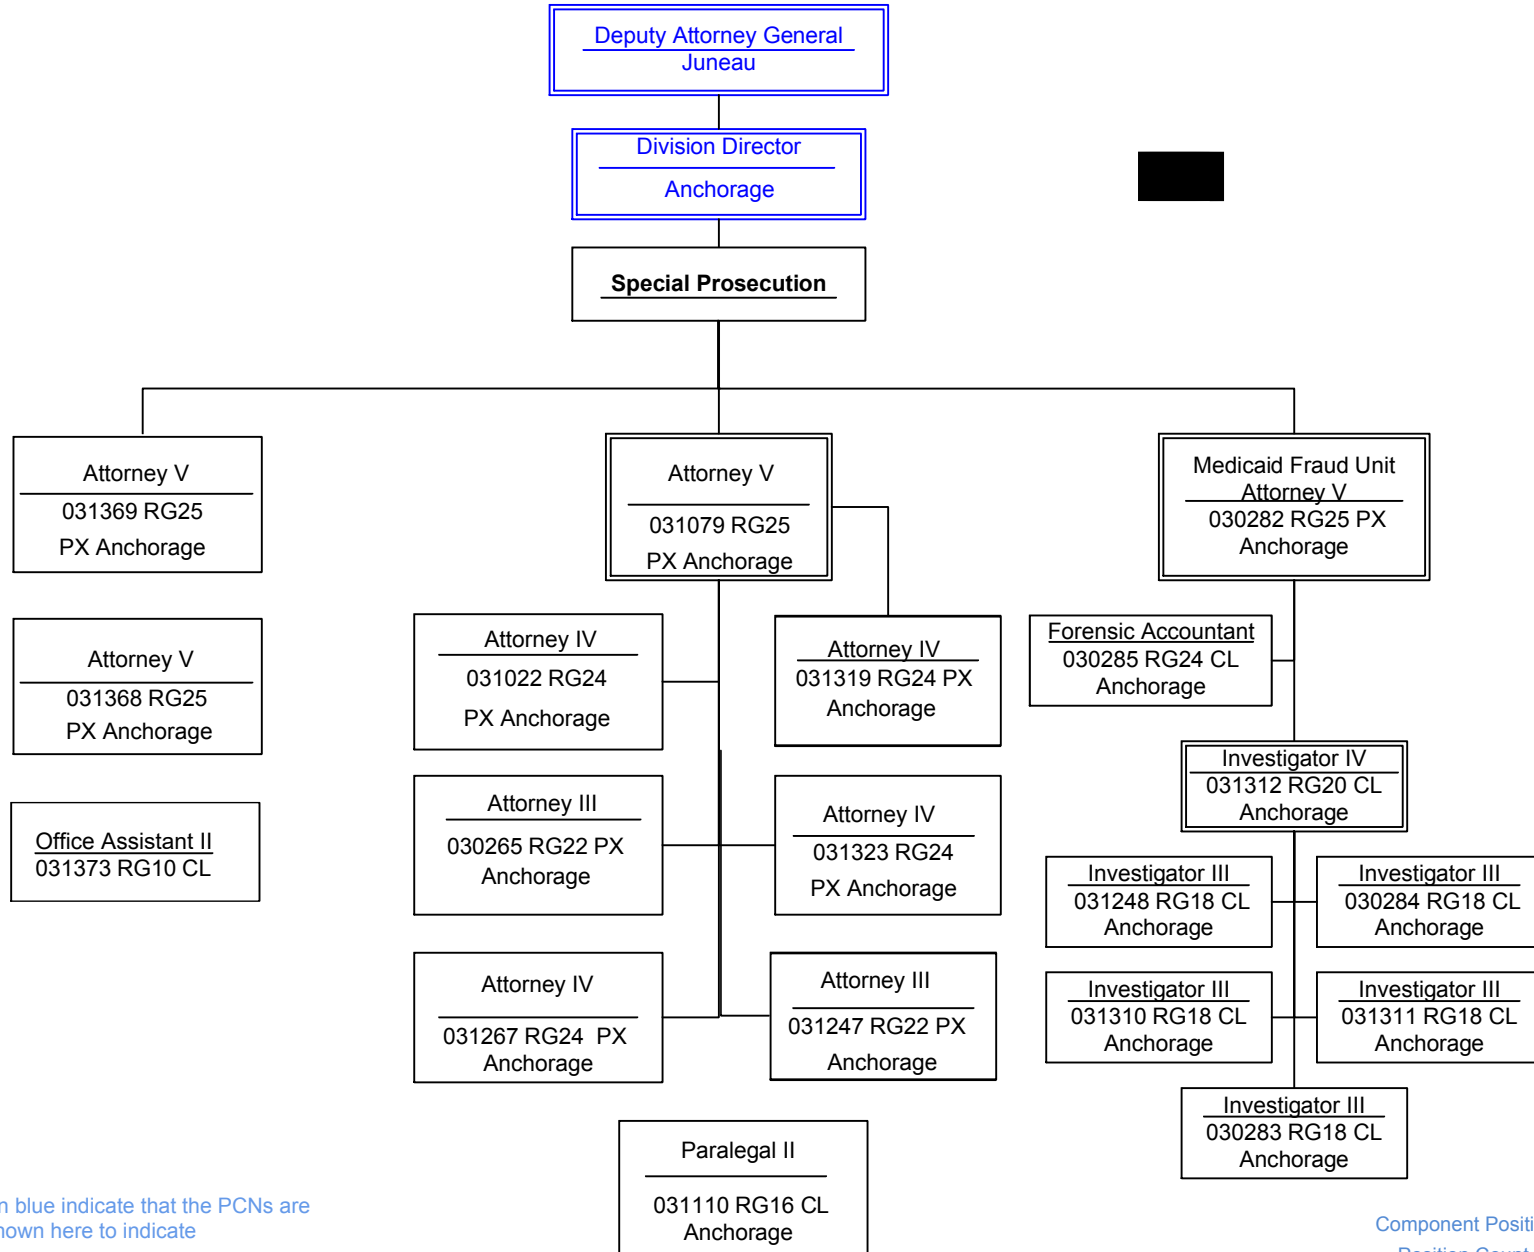 Deputy Attorney General
Juneau
Division Director
Anchorage
Special Prosecution
Attorney V
031369 RG25
PX Anchorage
Attorney V
031368 RG25
PX Anchorage
Office Assistant II
031373 RG10 CL
Attorney V
031079 RG25
PX Anchorage
Attorney IV
031022 RG24
PX Anchorage
Attorney IV
031319 RG24 PX
Anchorage
Attorney III
030265 RG22 PX
Anchorage
Attorney IV
031323 RG24
PX Anchorage
Attorney IV
031267 RG24 PX
Anchorage
Attorney III
031247 RG22 PX
Anchorage
Paralegal II
031110 RG16 CL
Anchorage
Medicaid Fraud Unit
Attorney V
030282 RG25 PX
Anchorage
Forensic Accountant
030285 RG24 CL
Anchorage
Investigator IV
031312 RG20 CL
Anchorage
Investigator III
031248 RG18 CL
Anchorage
Investigator III
030284 RG18 CL
Anchorage
Investigator III
031310 RG18 CL
Anchorage
Investigator III
031311 RG18 CL
Anchorage
Investigator III
030283 RG18 CL
Anchorage
blue indicate that the PCNs are
here to indicate
Component